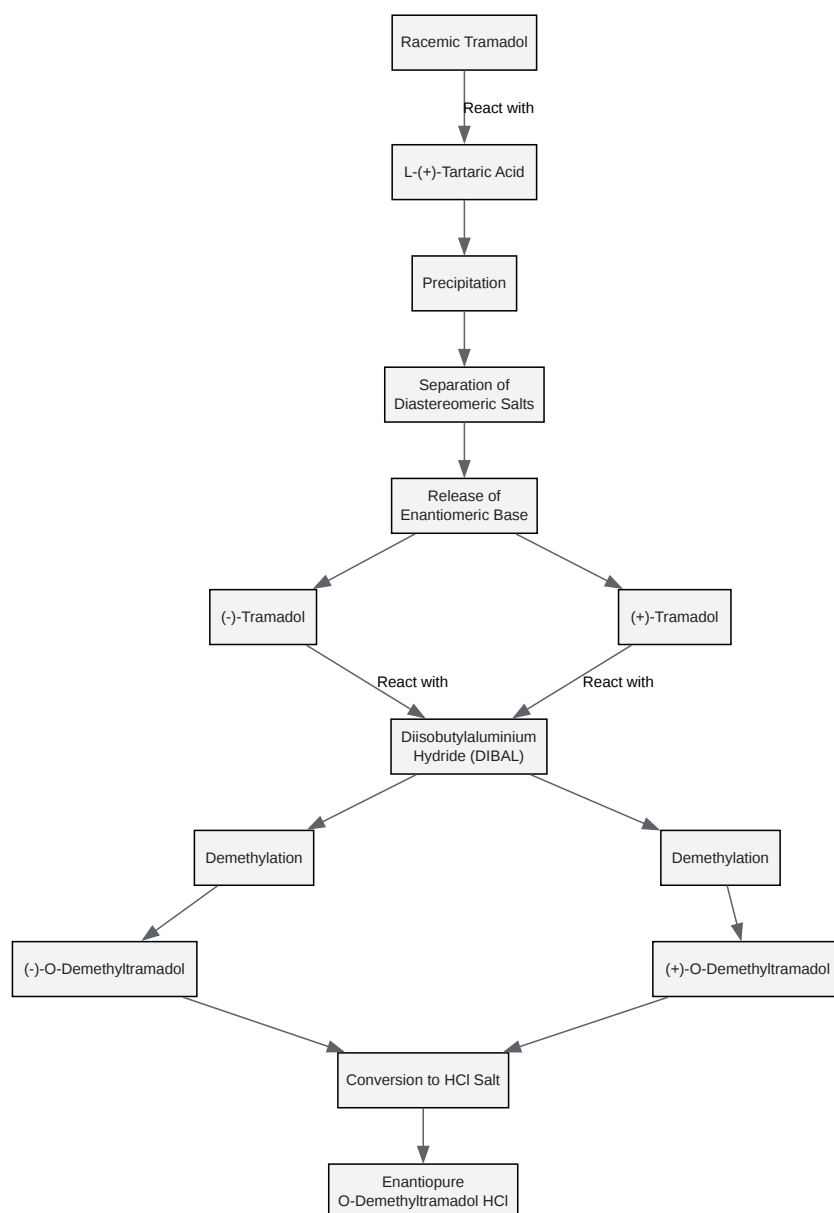 Racemic Tramadol
React with
L-(+)-Tartaric Acid
Precipitation
Separation of
Diastereomeric Salts
Release of
Enantiomeric Base
(-)-Tramadol
(+)-Tramadol
React with
React with
Diisobutylaluminium
Hydride (DIBAL)
Demethylation
Demethylation
(-)-O-Demethyltramadol
(+)-O-Demethyltramadol
Conversion to HCl Salt
Enantiopure
O-Demethyltramadol HCl